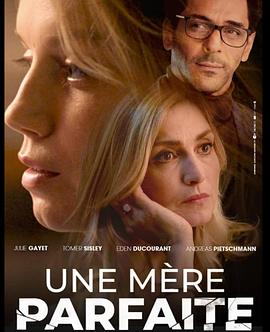 JULIE GAYET TOMER SISLEY EDEN DUCOURANT ANDREAS PIETSCHMANN
UNE MÈRE
PARFAITE